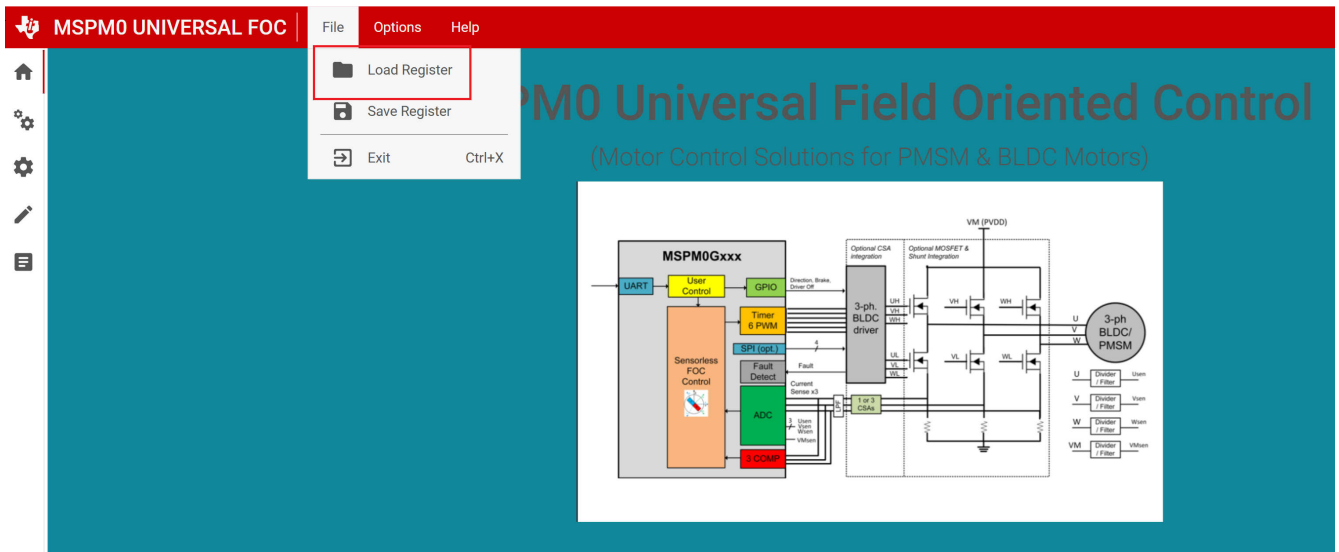 MSPM0 UNIVERSAL FOC
File Options Help
Load Register
Save Register
Exit Ctrl+X
PM0 Universal Field Oriented Control
(Motor Control Solutions for PMSM & BLDC Motors)
VM (PVDD)
MSPM0Gxxx
Optional CSA
integration
Optional MOSFET &
Shunt Integration
UART
User
Control
GPIO
Direction, Brake,
Driver Off
Timer
6 PWM
3-ph.
BLDC
driver
UH
VH
WH
VH
WH
U
V
W
3-ph
BLDC/
PMSM
SPI (opt.)
4
Sensorless
FOC
Control
Fault
Detect
Fault
UL
VL
WL
VL
WL
Current
Sense x3
ADC
LPF
1 or 3
CSAs
3
Usen
Vsen
Wsen
VMsen
3 COMP
U Divider
/ Filter Usen
V Divider
/ Filter Vsen
W Divider
/ Filter Wsen
VM Divider
/ Filter VMsen